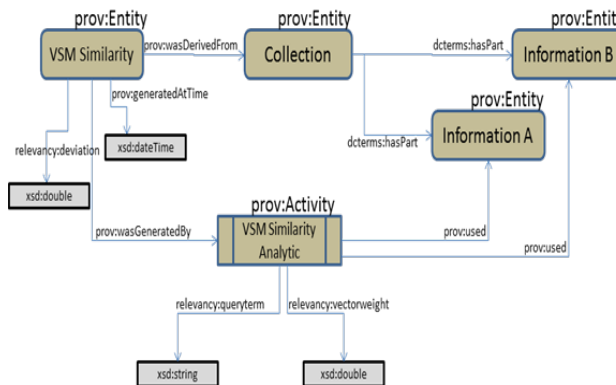 prov:Entity
prov:Entity
prov:Entity
VSM Similarity
prov:wasDerivedFrom
Collection
dcterms:hasPart
Information B
prov:generatedAtTime
prov:Entity
relevancy:deviation
xsd:dateTime
dcterms:hasPart
Information A
xsd:double
prov:Activity
prov:wasGeneratedBy
VSM Similarity
Analytic
prov:used
prov:used
relevancy:queryterm
relevancy:vectorweight
xsd:string
xsd:double